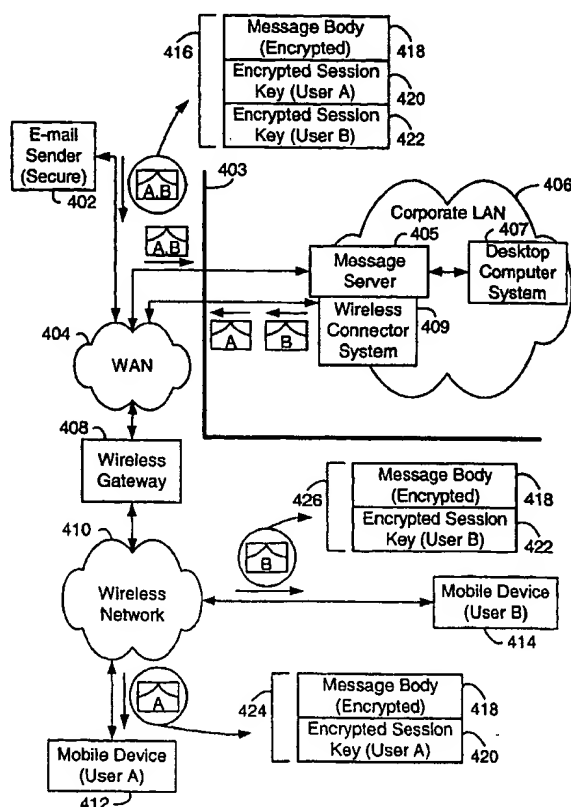 416
Message Body
(Encrypted)
418
Encrypted Session
Key (User A)
420
Encrypted Session
Key (User B)
422
E-mail
Sender
(Secure)
402
A,B
403
406
Corporate LAN
A,B
405
407
Message
Server
Desktop
Computer
System
Wireless
Connector
System
409
A
B
404
WAN
408
Wireless
Gateway
426
Message Body
(Encrypted)
418
Encrypted Session
Key (User B)
422
410
B
Wireless
Network
Mobile Device
(User B)
414
424
Message Body
(Encrypted)
418
Encrypted Session
Key (User A)
420
A
Mobile Device
(User A)
412